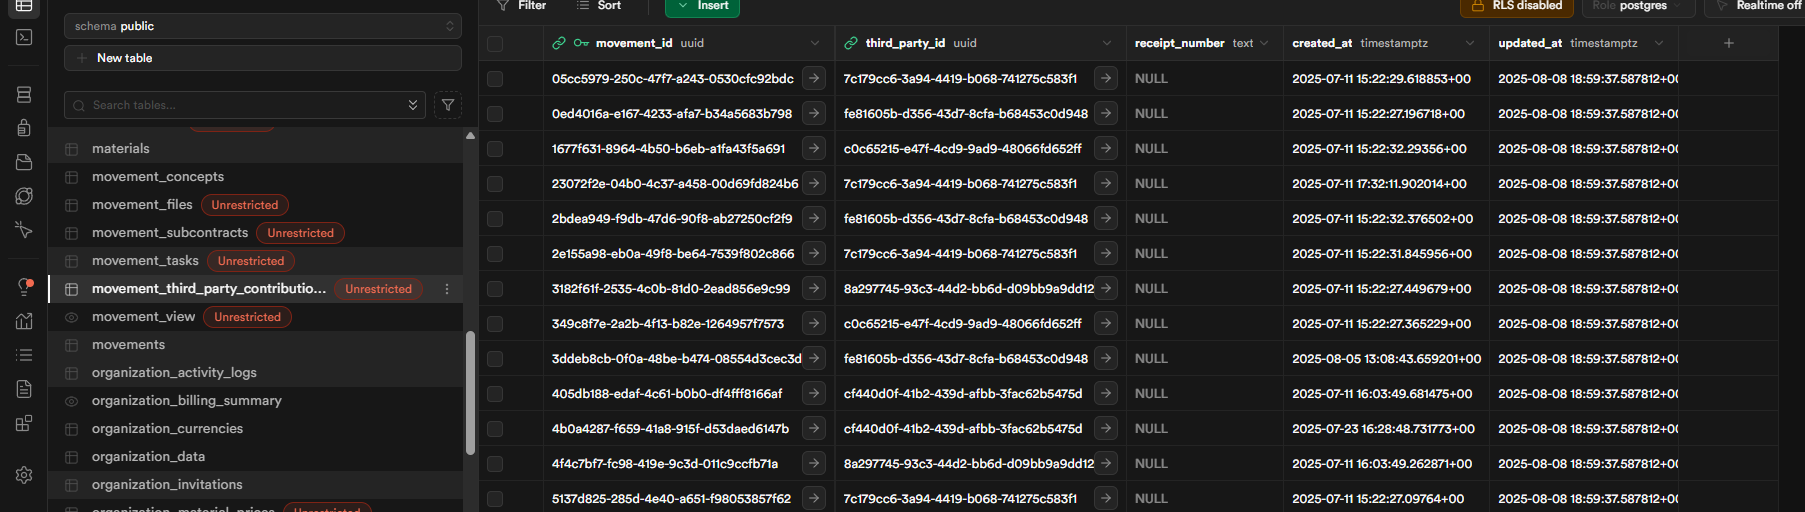 schema public
New table
Search tables...
materials
movement_concepts
movement_files Unrestricted
movement_subcontracts Unrestricted
movement_tasks Unrestricted
movement_third_party_contributio... Unrestricted
movement_view Unrestricted
movements
organization_activity_logs
organization_billing_summary
organization_currencies
organization_data
organization_invitations
organization_material_prices Unrestricted
Filter Sort Insert RLS disabled Role postgres Realtime off
movement_id uuid third_party_id uuid receipt_number text created_at timestamptz updated_at timestamptz
05cc5979-250c-47f7-a243-0530cfc92bdc 7c179cc6-3a94-4419-b068-741275c583f1 NULL 2025-07-11 15:22:29.618853+00 2025-08-08 18:59:37.587812+00
0ed4016a-e167-4233-afa7-b34a5683b798 fe81605b-d356-43d7-8cfa-b68453c0d948 NULL 2025-07-11 15:22:27.196718+00 2025-08-08 18:59:37.587812+00
1677f631-8964-4b50-b6eb-a1fa43f5a691 c0c65215-e47f-4cd9-9ad9-48066fd652ff NULL 2025-07-11 15:22:32.29356+00 2025-08-08 18:59:37.587812+00
23072f2e-04b0-4c37-a458-00d69fd824b6 7c179cc6-3a94-4419-b068-741275c583f1 NULL 2025-07-11 17:32:11.902014+00 2025-08-08 18:59:37.587812+00
2bdea949-f9db-47d6-90f8-ab27250cf2f9 fe81605b-d356-43d7-8cfa-b68453c0d948 NULL 2025-07-11 15:22:32.376502+00 2025-08-08 18:59:37.587812+00
2e155a98-eb0a-49f8-be64-7539f802c866 7c179cc6-3a94-4419-b068-741275c583f1 NULL 2025-07-11 15:22:31.845956+00 2025-08-08 18:59:37.587812+00
3182f61f-2535-4c0b-81d0-2ead856e9c99 8a297745-93c3-44d2-bb6d-d09bb9a9dd12 NULL 2025-07-11 15:22:27.449679+00 2025-08-08 18:59:37.587812+00
349c8f7e-2a2b-4f13-b82e-1264957f7573 c0c65215-e47f-4cd9-9ad9-48066fd652ff NULL 2025-07-11 15:22:27.365229+00 2025-08-08 18:59:37.587812+00
3ddeb8cb-0f0a-48be-b474-08554d3cec3d fe81605b-d356-43d7-8cfa-b68453c0d948 NULL 2025-08-05 13:08:43.659201+00 2025-08-08 18:59:37.587812+00
405db188-edaf-4c61-b0b0-df4fff8166af cf440d0f-41b2-439d-afbb-3fac62b5475d NULL 2025-07-11 16:03:49.681475+00 2025-08-08 18:59:37.587812+00
4b0a4287-f659-41a8-915f-d53daed6147b cf440d0f-41b2-439d-afbb-3fac62b5475d NULL 2025-07-23 16:28:48.731773+00 2025-08-08 18:59:37.587812+00
4f4c7bf7-fc98-419e-9c3d-011c9ccfb71a 8a297745-93c3-44d2-bb6d-d09bb9a9dd12 NULL 2025-07-11 16:03:49.262871+00 2025-08-08 18:59:37.587812+00
5137d825-285d-4e40-a651-f98053857f62 7c179cc6-3a94-4419-b068-741275c583f1 NULL 2025-07-11 15:22:27.09764+00 2025-08-08 18:59:37.587812+00